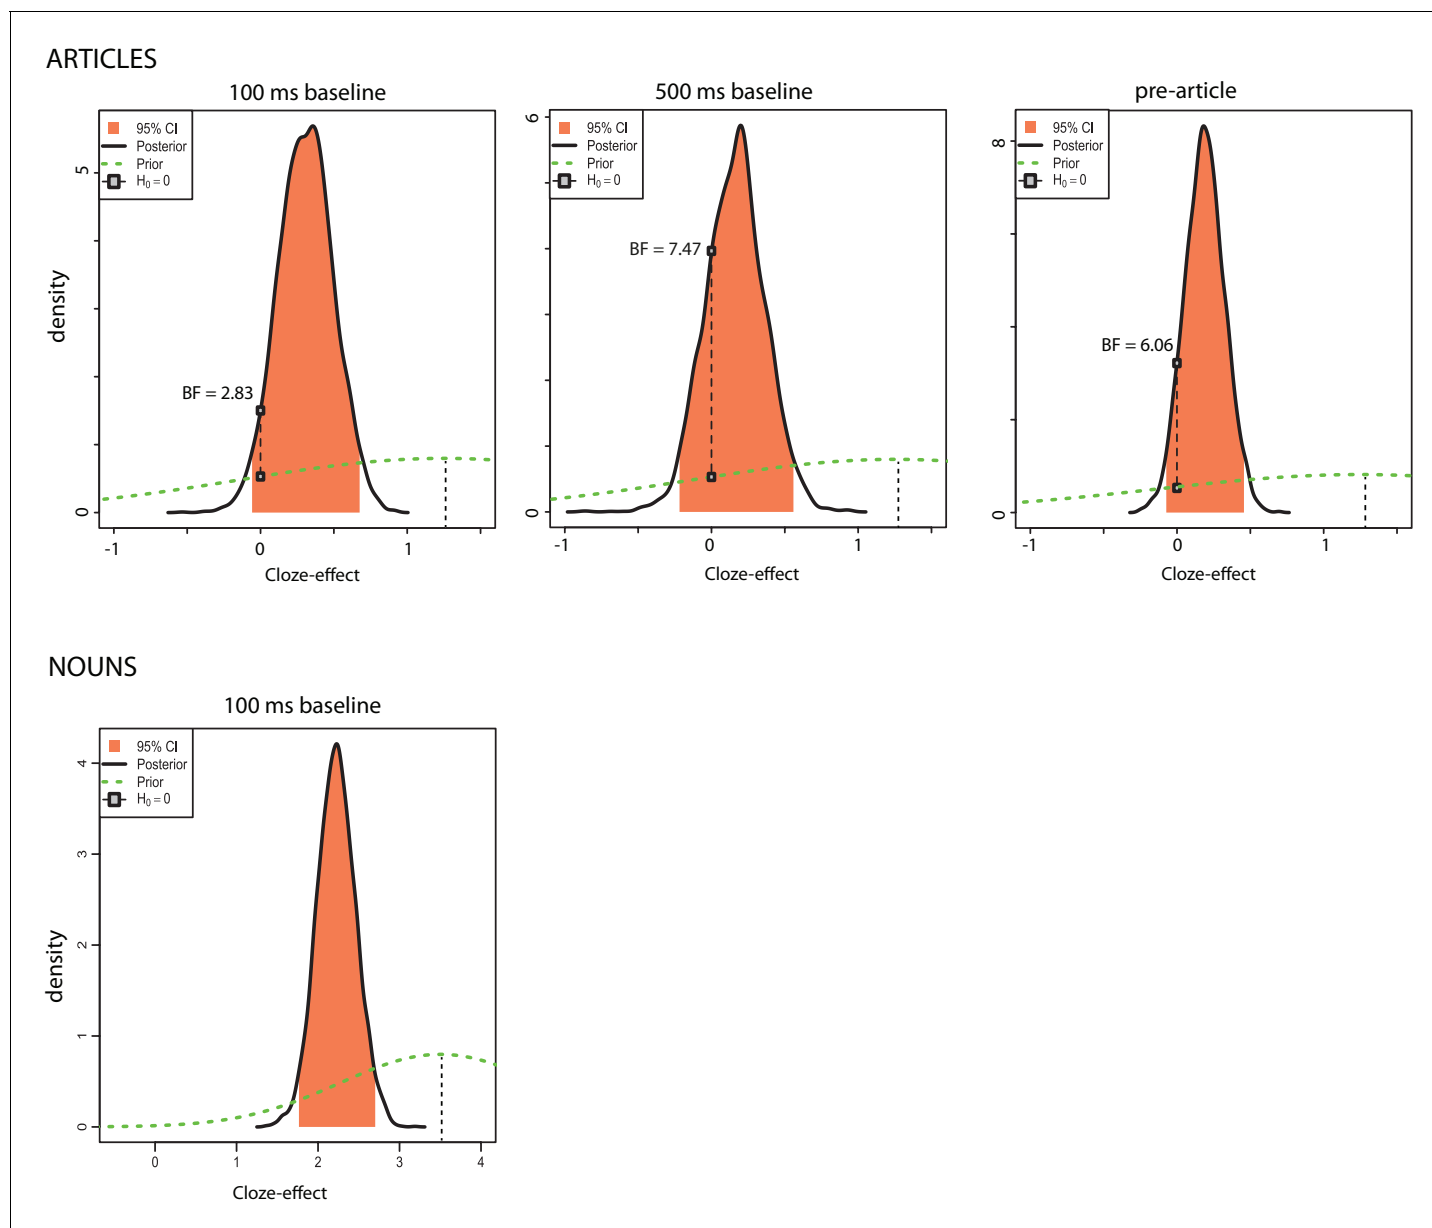 ARTICLES
100 ms baseline
95% CI
Posterior
Prior
H₀ = 0
5
0
density
BF = 2.83
-1
0
1
Cloze-effect
500 ms baseline
95% CI
Posterior
Prior
H₀ = 0
6
4
2
0
BF = 7.47
-1
0
1
Cloze-effect
pre-article
95% CI
Posterior
Prior
H₀ = 0
8
0
BF = 6.06
-1
0
1
Cloze-effect
NOUNS
100 ms baseline
95% CI
Posterior
Prior
H₀ = 0
4
3
2
1
0
density
0
1
2
3
4
Cloze-effect